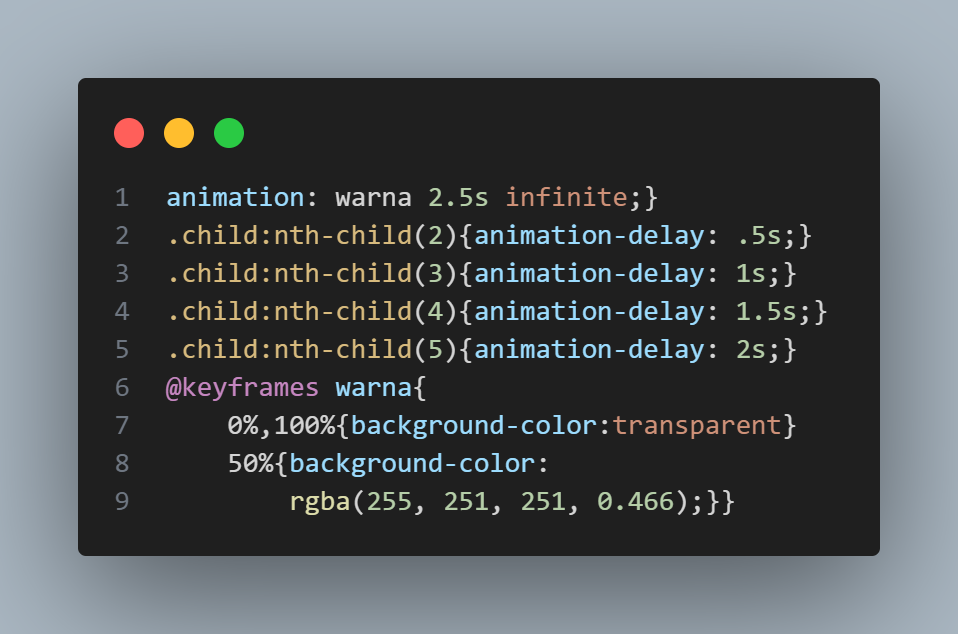 1 animation: warna 2.5s infinite;}
2 .child:nth-child(2){animation-delay: .5s;}
3 .child:nth-child(3){animation-delay: 1s;}
4 .child:nth-child(4){animation-delay: 1.5s;}
5 .child:nth-child(5){animation-delay: 2s;}
6 @keyframes warna{
7     0%,100%{background-color:transparent}
8     50%{background-color:
9         rgba(255, 251, 251, 0.466);}}